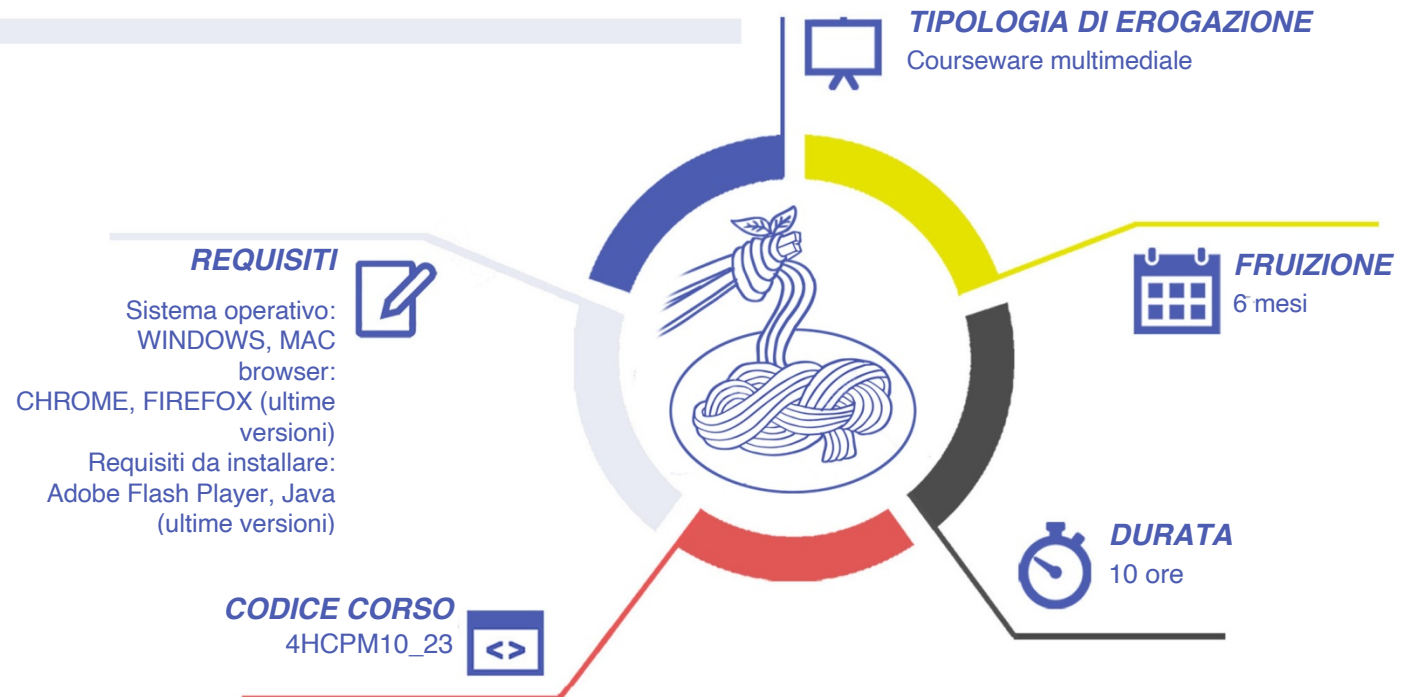 TIPOLOGIA DI EROGAZIONE
Courseware multimediale
REQUISITI
Sistema operativo:
WINDOWS, MAC
browser:
CHROME, FIREFOX (ultime
versioni)
Requisiti da installare:
Adobe Flash Player, Java
(ultime versioni)
FRUIZIONE
6 mesi
DURATA
10 ore
CODICE CORSO
4HCPM10_23
<>